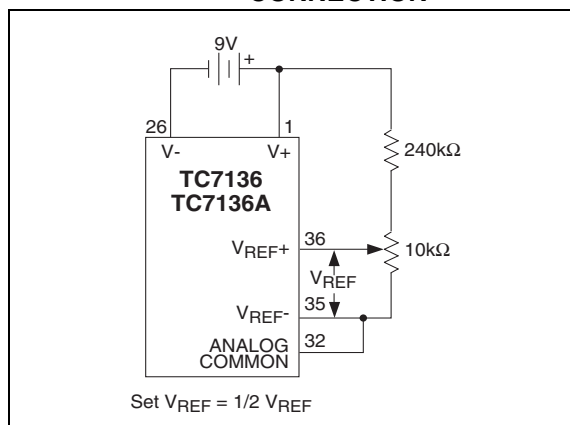 9V
+
26
1
V-
V+
TC7136
TC7136A
240kΩ
VREF+
36
10kΩ
VREF
VREF-
35
ANALOG
COMMON
32
Set VREF = 1/2 VREF